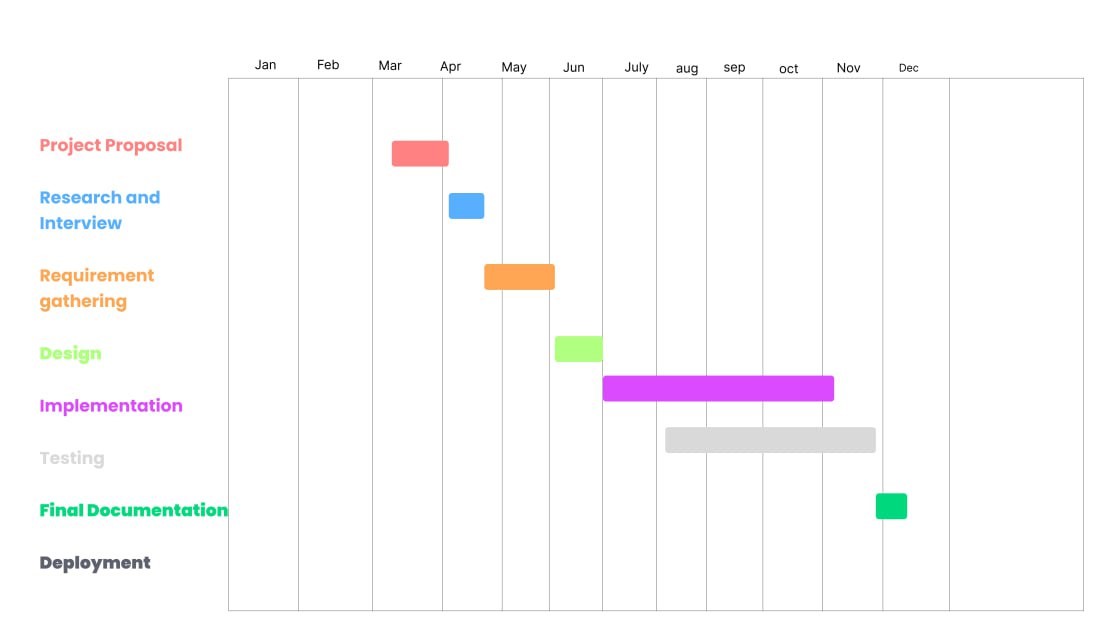 Jan Feb Mar Apr May Jun July aug sep oct Nov Dec
Project Proposal
Research and
Interview
Requirement
gathering
Design
Implementation
Testing
Final Documentation
Deployment